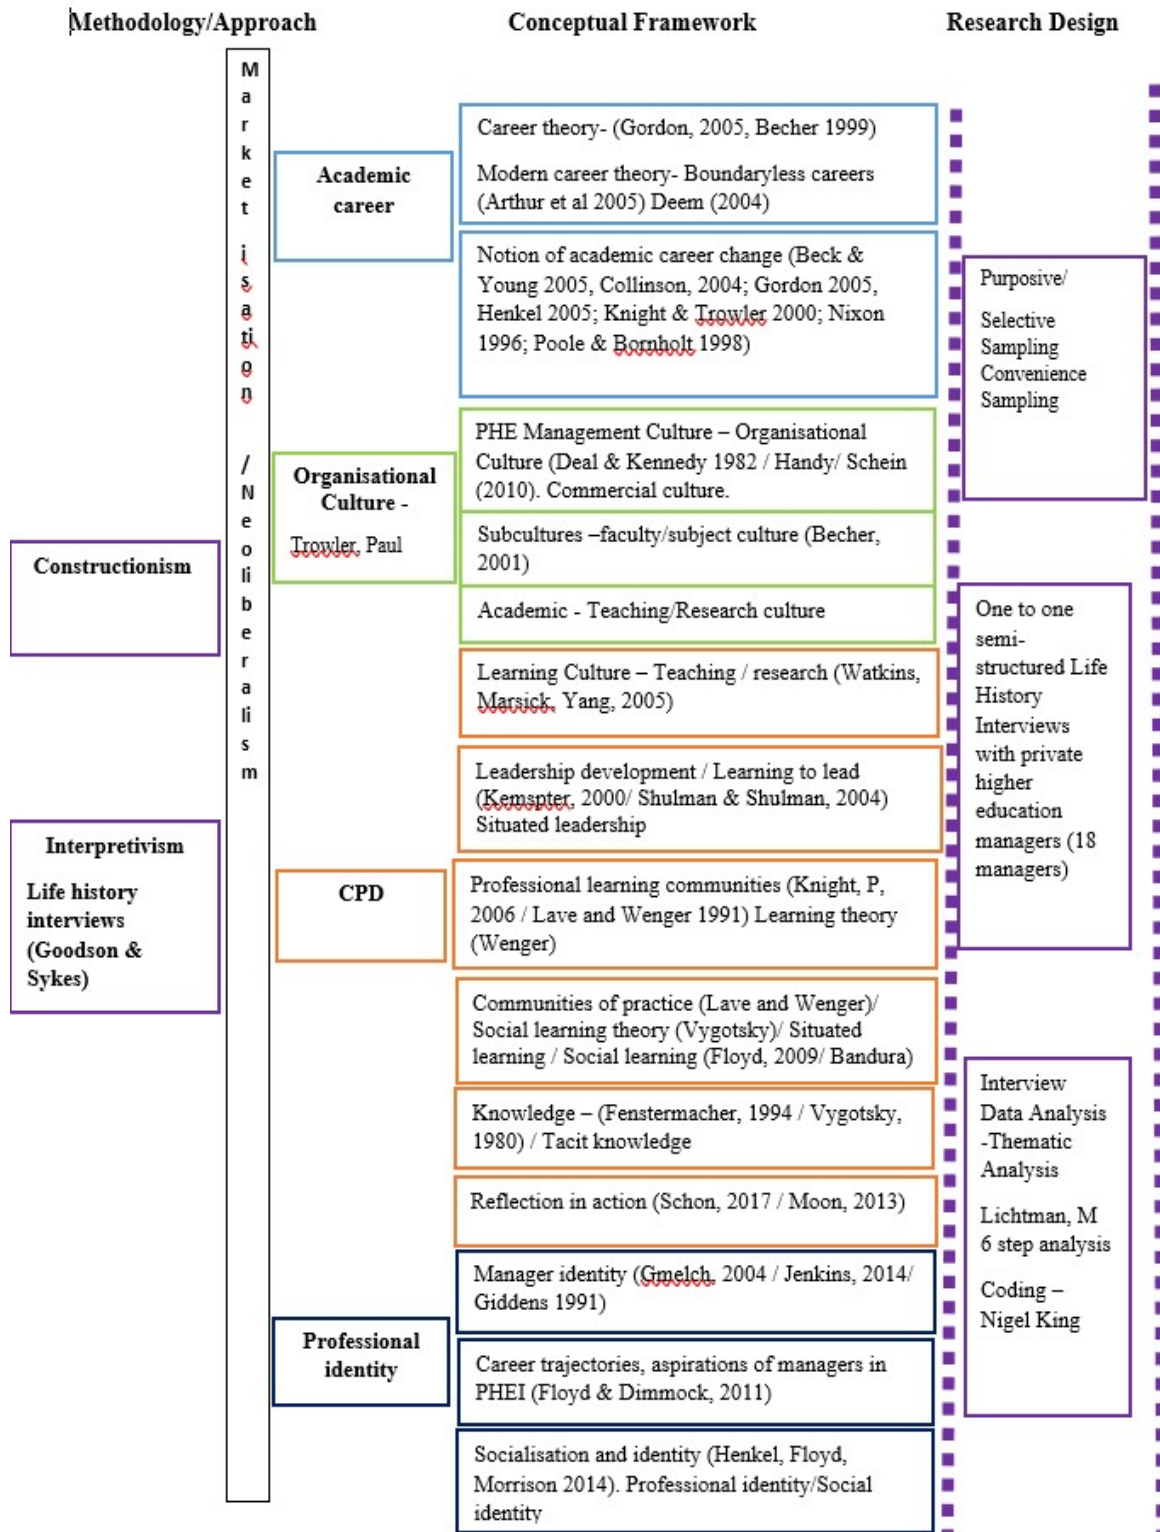 Methodology/Approach
Conceptual Framework
Research Design
Marketisation / Neoliberalism
Constructionism
Interpretivism
Life history
interviews
(Goodson &
Sykes)
Academic
career
Career theory- (Gordon, 2005, Becher 1999)
Modern career theory- Boundaryless careers
(Arthur et al 2005) Deem (2004)
Notion of academic career change (Beck &
Young 2005, Collinson, 2004; Gordon 2005,
Henkel 2005; Knight & Trowler 2000; Nixon
1996; Poole & Bornholt 1998)
Organisational
Culture -
Trowler, Paul
PHE Management Culture – Organisational
Culture (Deal & Kennedy 1982 / Handy/ Schein
(2010). Commercial culture.
Subcultures –faculty/subject culture (Becher,
2001)
Academic - Teaching/Research culture
CPD
Learning Culture – Teaching / research (Watkins,
Marsick, Yang, 2005)
Leadership development / Learning to lead
(Kemspter, 2000/ Shulman & Shulman, 2004)
Situated leadership
Professional learning communities (Knight, P,
2006 / Lave and Wenger 1991) Learning theory
(Wenger)
Communities of practice (Lave and Wenger)/
Social learning theory (Vygotsky)/ Situated
learning / Social learning (Floyd, 2009/ Bandura)
Knowledge – (Fenstermacher, 1994 / Vygotsky,
1980) / Tacit knowledge
Reflection in action (Schon, 2017 / Moon, 2013)
Professional
identity
Manager identity (Gmelch, 2004 / Jenkins, 2014/
Giddens 1991)
Career trajectories, aspirations of managers in
PHEI (Floyd & Dimmock, 2011)
Socialisation and identity (Henkel, Floyd,
Morrison 2014). Professional identity/Social
identity
Purposive/
Selective
Sampling
Convenience
Sampling
One to one
semi-
structured Life
History
Interviews
with private
higher
education
managers (18
managers)
Interview
Data Analysis
-Thematic
Analysis
Lichtman, M
6 step analysis
Coding –
Nigel King